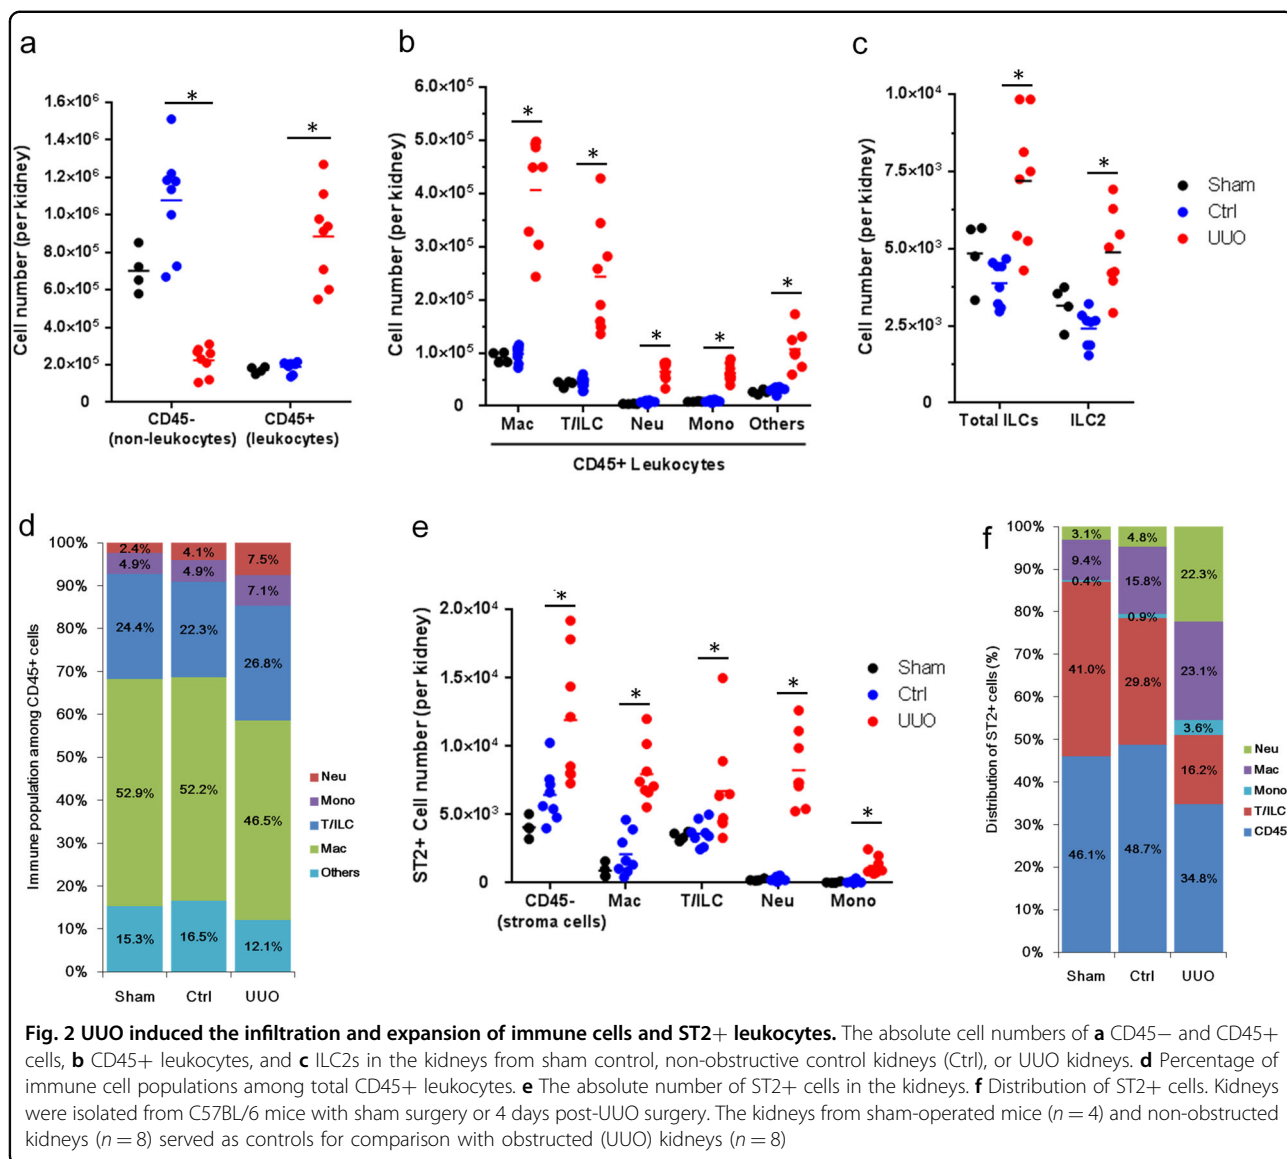 a
Cell number (per kidney)
1.6×10⁶
1.4×10⁶
1.2×10⁶
1.0×10⁶
8.0×10⁵
6.0×10⁵
4.0×10⁵
2.0×10⁵
0
*
*
CD45-
(non-leukocytes)
CD45+
(leukocytes)
b
Cell number (per kidney)
6.0×10⁵
5.0×10⁵
4.0×10⁵
3.0×10⁵
2.0×10⁵
1.0×10⁵
0
*
*
*
*
*
Mac T/ILC Neu Mono Others
CD45+ Leukocytes
c
Cell number (per kidney)
1.0×10⁴
7.5×10³
5.0×10³
2.5×10³
0
*
*
Total ILCs ILC2
Sham
Ctrl
UUO
d
Immune population among CD45+ cells
100%
90%
80%
70%
60%
50%
40%
30%
20%
10%
0%
2.4% 4.1% 7.5%
4.9% 4.9% 7.1%
24.4% 22.3% 26.8%
52.9% 52.2% 46.5%
15.3% 16.5% 12.1%
Sham Ctrl UUO
Neu
Mono
T/ILC
Mac
Others
e
ST2+ Cell number (per kidney)
2.0×10⁴
1.5×10⁴
1.0×10⁴
5.0×10³
0
*
*
*
*
*
CD45-
(stroma cells)
Mac T/ILC Neu Mono
Sham
Ctrl
UUO
f
Distribution of ST2+ cells (%)
100%
90%
80%
70%
60%
50%
40%
30%
20%
10%
0%
3.1% 4.8% 22.3%
9.4% 15.8% 23.1%
0.4% 0.9% 3.6%
41.0% 29.8% 16.2%
46.1% 48.7% 34.8%
Sham Ctrl UUO
Neu
Mac
Mono
T/ILC
CD45
Fig. 2 UUO induced the infiltration and expansion of immune cells and ST2+ leukocytes. The absolute cell numbers of a CD45− and CD45+
cells, b CD45+ leukocytes, and c ILC2s in the kidneys from sham control, non-obstructive control kidneys (Ctrl), or UUO kidneys. d Percentage of
immune cell populations among total CD45+ leukocytes. e The absolute number of ST2+ cells in the kidneys. f Distribution of ST2+ cells. Kidneys
were isolated from C57BL/6 mice with sham surgery or 4 days post-UUO surgery. The kidneys from sham-operated mice (n = 4) and non-obstructed
kidneys (n = 8) served as controls for comparison with obstructed (UUO) kidneys (n = 8)